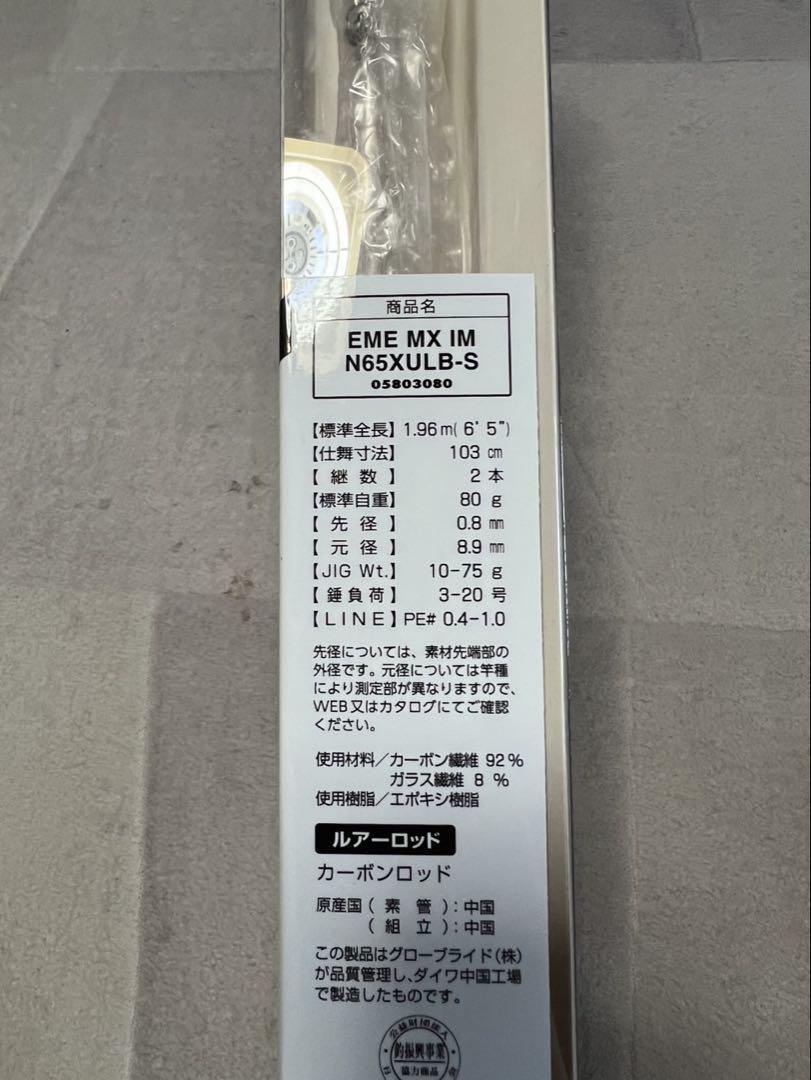 商品名
EME MX IM
N65XULB-S
05803080
【標準全長】 1.96m( 6' 5")
【仕舞寸法】 103 cm
【 継 数 】 2 本
【標準自重】 80 g
【 先 径 】 0.8 mm
【 元 径 】 8.9 mm
【JIG Wt.】 10-75 g
【 錘負荷 】 3-20 号
【 LINE 】 PE# 0.4-1.0
先径については、素材先端部の
外径です。元径については竿種
により測定部が異なりますので、
WEB又はカタログにてご確認
ください。
使用材料/カーボン繊維 92%
ガラス繊維 8 %
使用樹脂/エポキシ樹脂
ルアーロッド
カーボンロッド
原産国 ( 素 管 ) : 中国
( 組 立 ) : 中国
この製品はグローブライド(株)
が品質管理し、ダイワ中国工場
で製造したものです。
公益財団法人
釣振興事業
協力商品